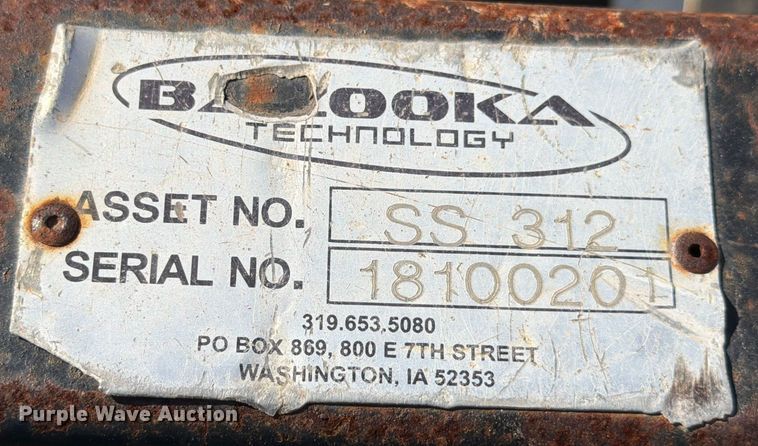 BAZOOKA
TECHNOLOGY
ASSET NO. SS 312
SERIAL NO. 18100201
319.653.5080
PO BOX 869, 800 E 7TH STREET
WASHINGTON, IA 52353
Purple Wave Auction